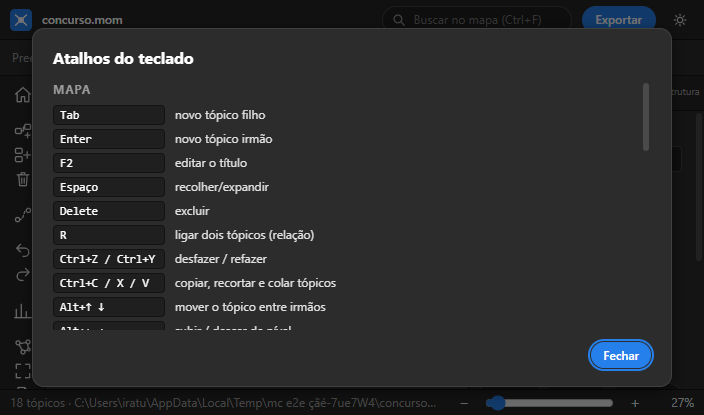 concurso.mom
Buscar no mapa (Ctrl+F)
Exportar
Atalhos do teclado
MAPA
Tab novo tópico filho
Enter novo tópico irmão
F2 editar o título
Espaço recolher/expandir
Delete excluir
R ligar dois tópicos (relação)
Ctrl+Z / Ctrl+Y desfazer / refazer
Ctrl+C / X / V copiar, recortar e colar tópicos
Alt+↑ ↓ mover o tópico entre irmãos
Fechar
18 tópicos · C:\Users\iratu\AppData\Local\Temp\mc e2e çãé-7ue7W4\concurso...
− + 27%